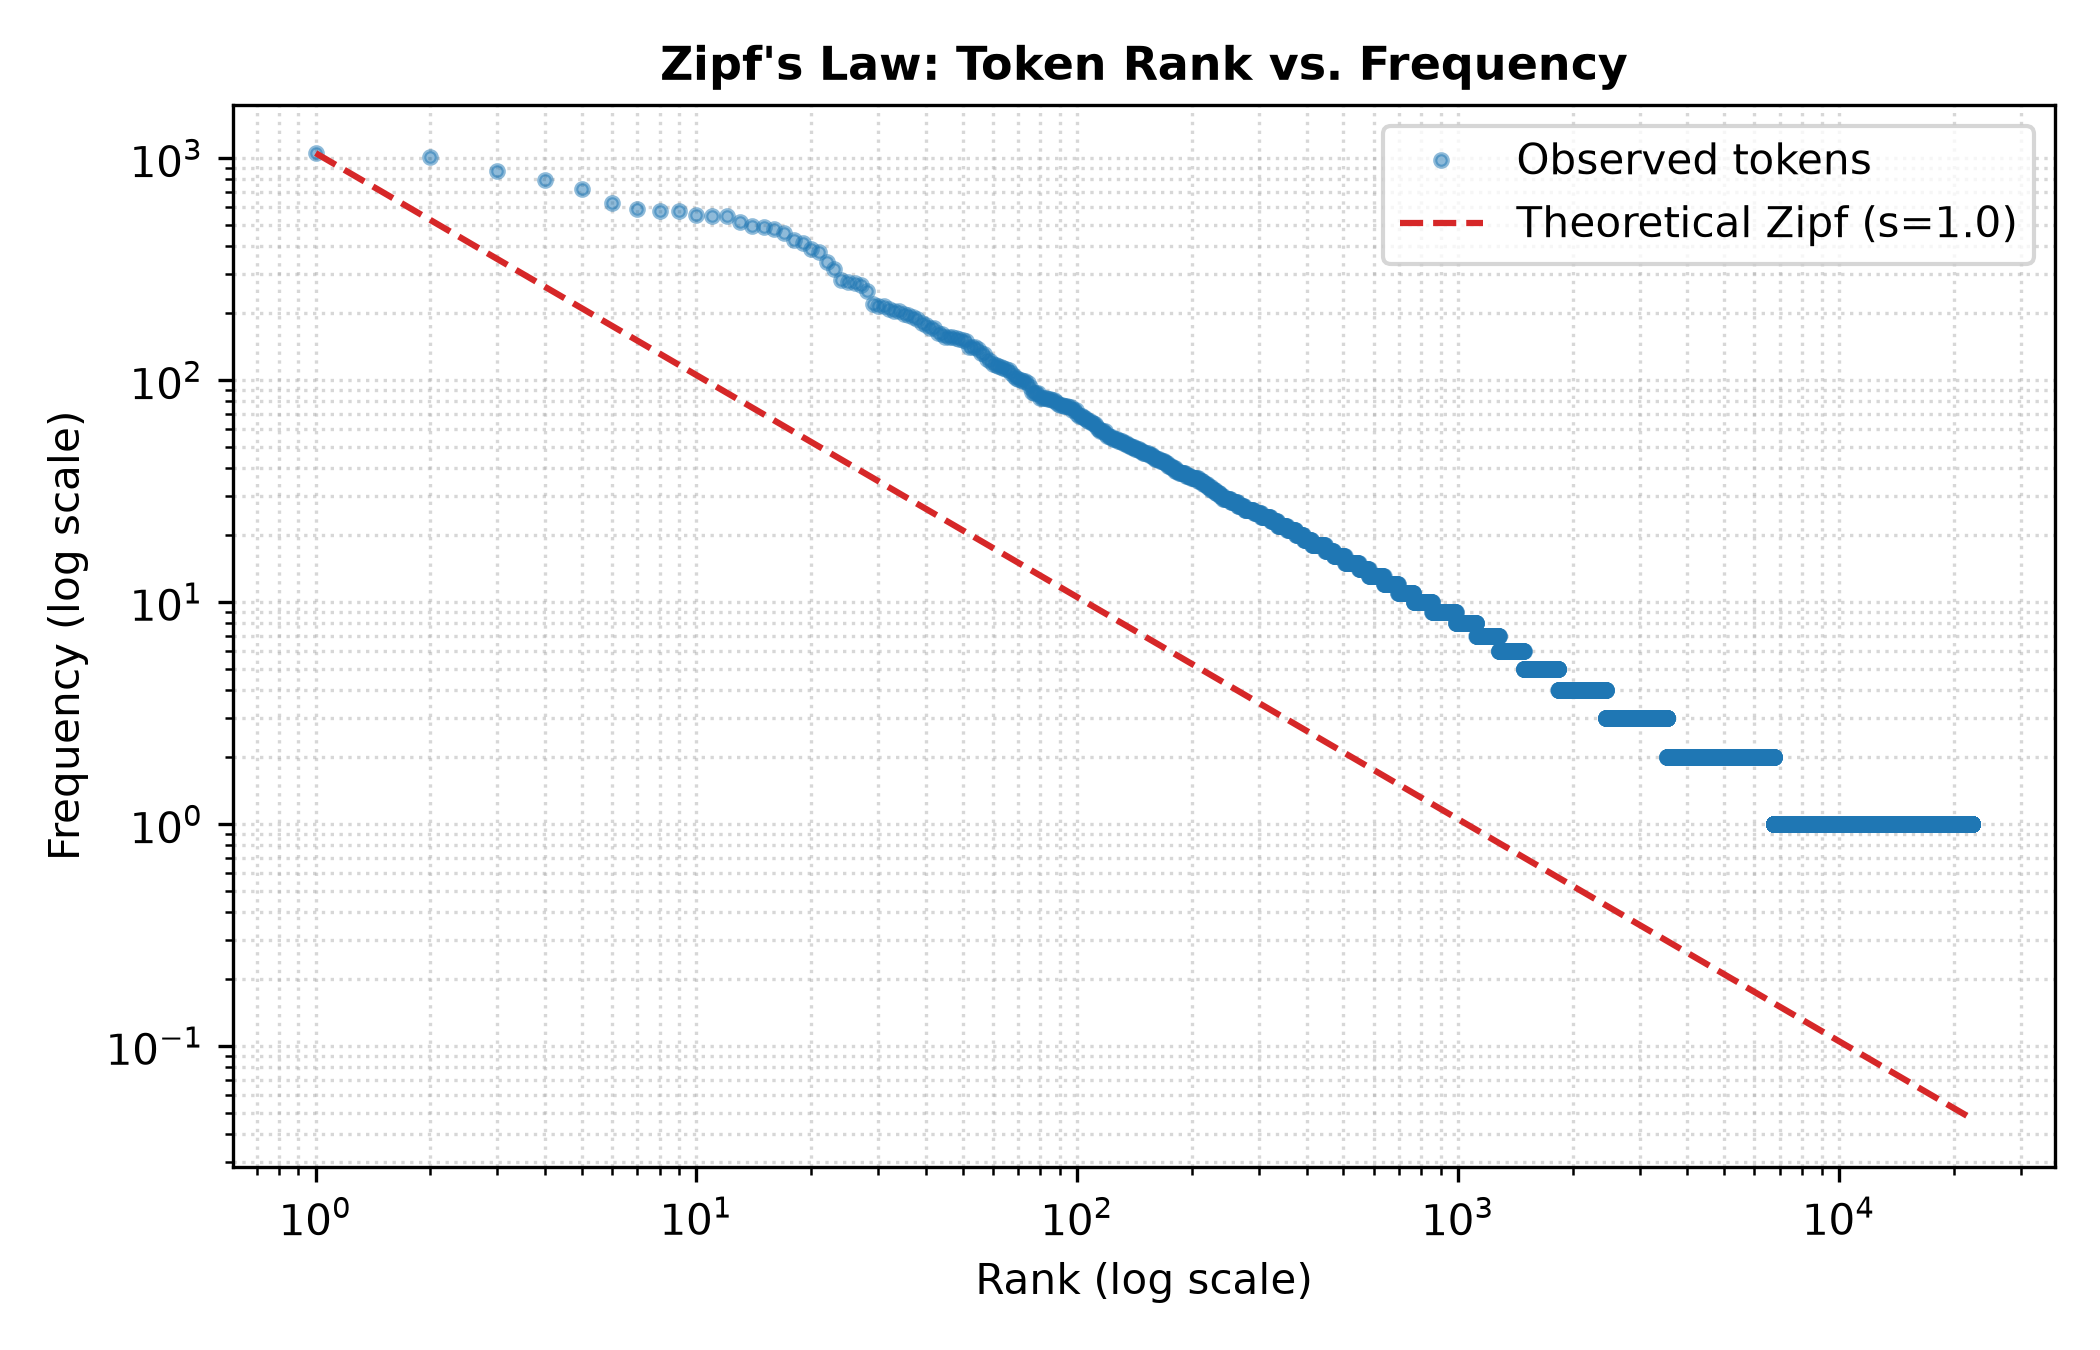 Zipf's Law: Token Rank vs. Frequency
Observed tokens
Theoretical Zipf (s=1.0)
Frequency (log scale)
10³
10²
10¹
10⁰
10⁻¹
10⁰ 10¹ 10² 10³ 10⁴
Rank (log scale)